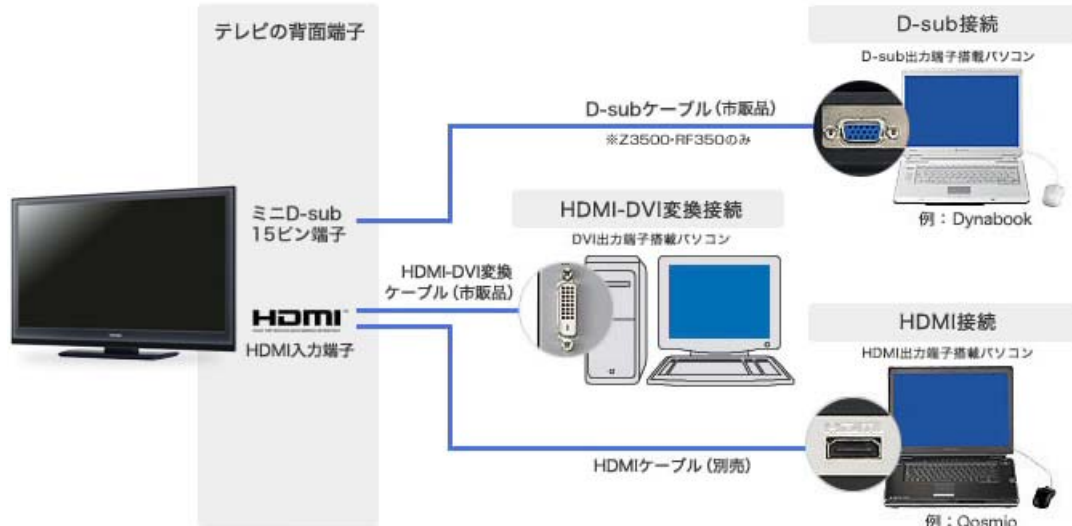 テレビの背面端子
D-sub接続
D-sub出力端子搭載パソコン
D-subケーブル(市販品)
※Z3500・RF350のみ
例：Dynabook
ミニD-sub
15ピン端子
HDMI-DVI変換接続
DVI出力端子搭載パソコン
HDMI-DVI変換
ケーブル(市販品)
HDMI
HDMI入力端子
HDMI接続
HDMI出力端子搭載パソコン
HDMIケーブル(別売)
例：Qosmio